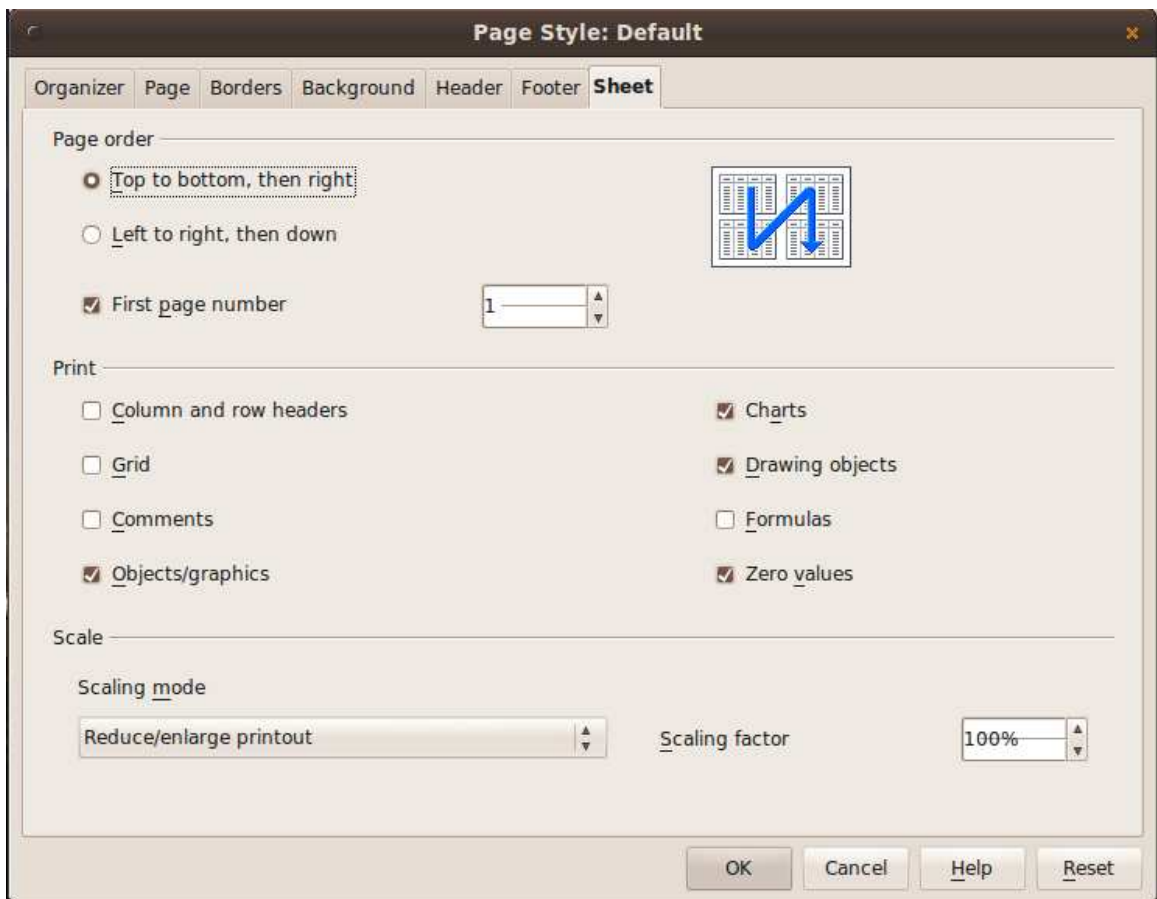 Page Style: Default
Organizer Page Borders Background Header Footer Sheet
Page order
Top to bottom, then right
Left to right, then down
First page number 1
Print
Column and row headers Charts
Grid Drawing objects
Comments Formulas
Objects/graphics Zero values
Scale
Scaling mode
Reduce/enlarge printout Scaling factor 100%
OK Cancel Help Reset